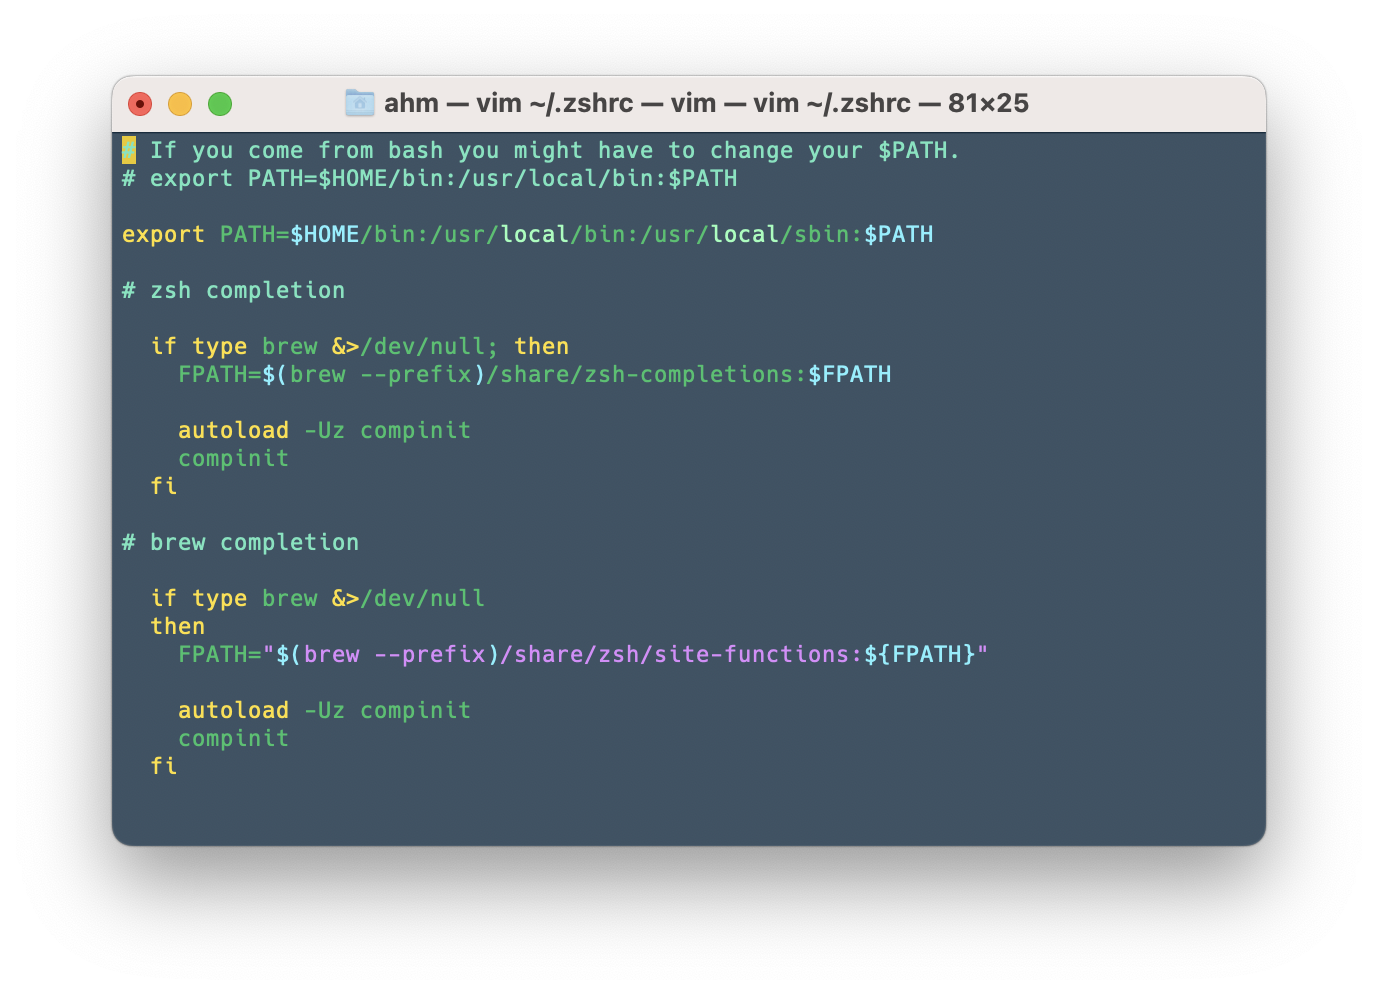 ahm — vim ~/.zshrc — vim — vim ~/.zshrc — 81×25
# If you come from bash you might have to change your $PATH.
# export PATH=$HOME/bin:/usr/local/bin:$PATH
export PATH=$HOME/bin:/usr/local/bin:/usr/local/sbin:$PATH
# zsh completion
if type brew &>/dev/null; then
FPATH=$(brew --prefix)/share/zsh-completions:$FPATH
autoload -Uz compinit
compinit
fi
# brew completion
if type brew &>/dev/null
then
FPATH="$(brew --prefix)/share/zsh/site-functions:${FPATH}"
autoload -Uz compinit
compinit
fi